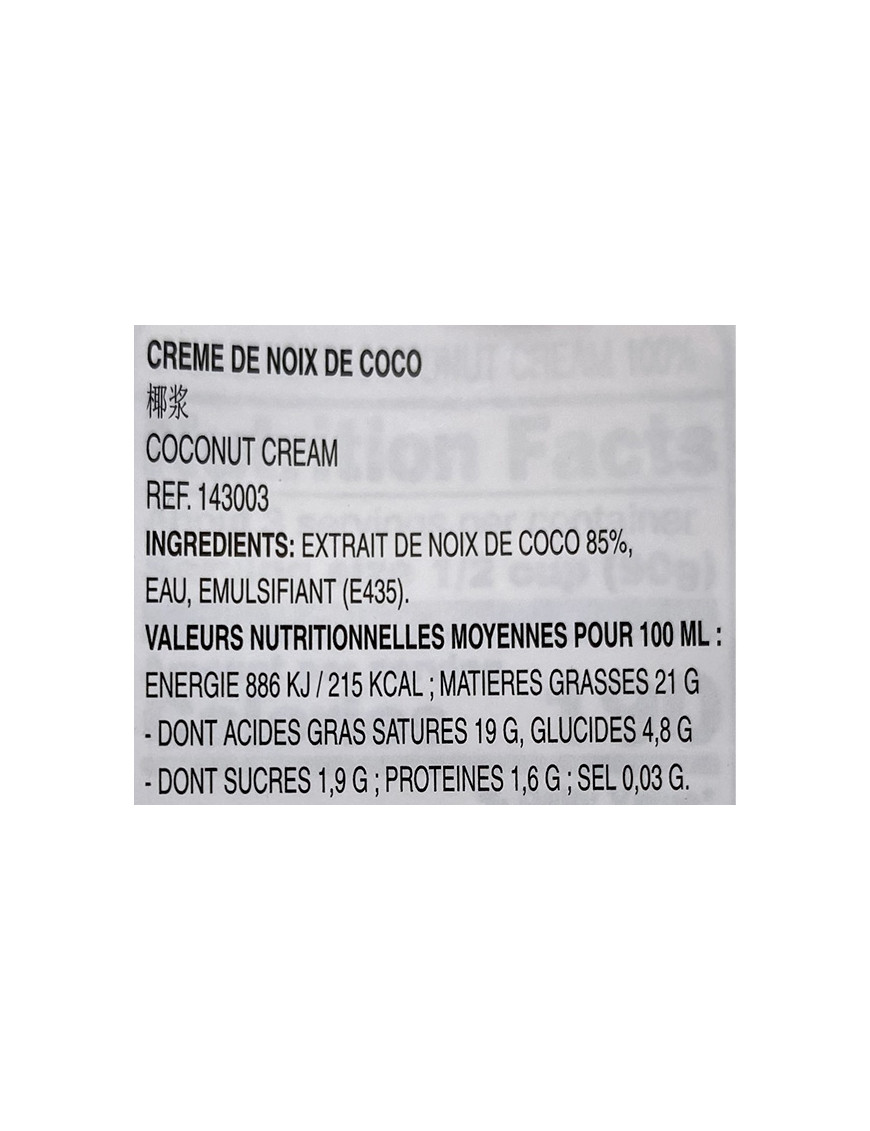 CREME DE NOIX DE COCO
椰浆
COCONUT CREAM
REF. 143003
INGREDIENTS: EXTRAIT DE NOIX DE COCO 85%,
EAU, EMULSIFIANT (E435).
VALEURS NUTRITIONNELLES MOYENNES POUR 100 ML :
ENERGIE 886 KJ / 215 KCAL ; MATIERES GRASSES 21 G
- DONT ACIDES GRAS SATURES 19 G, GLUCIDES 4,8 G
- DONT SUCRES 1,9 G ; PROTEINES 1,6 G ; SEL 0,03 G.